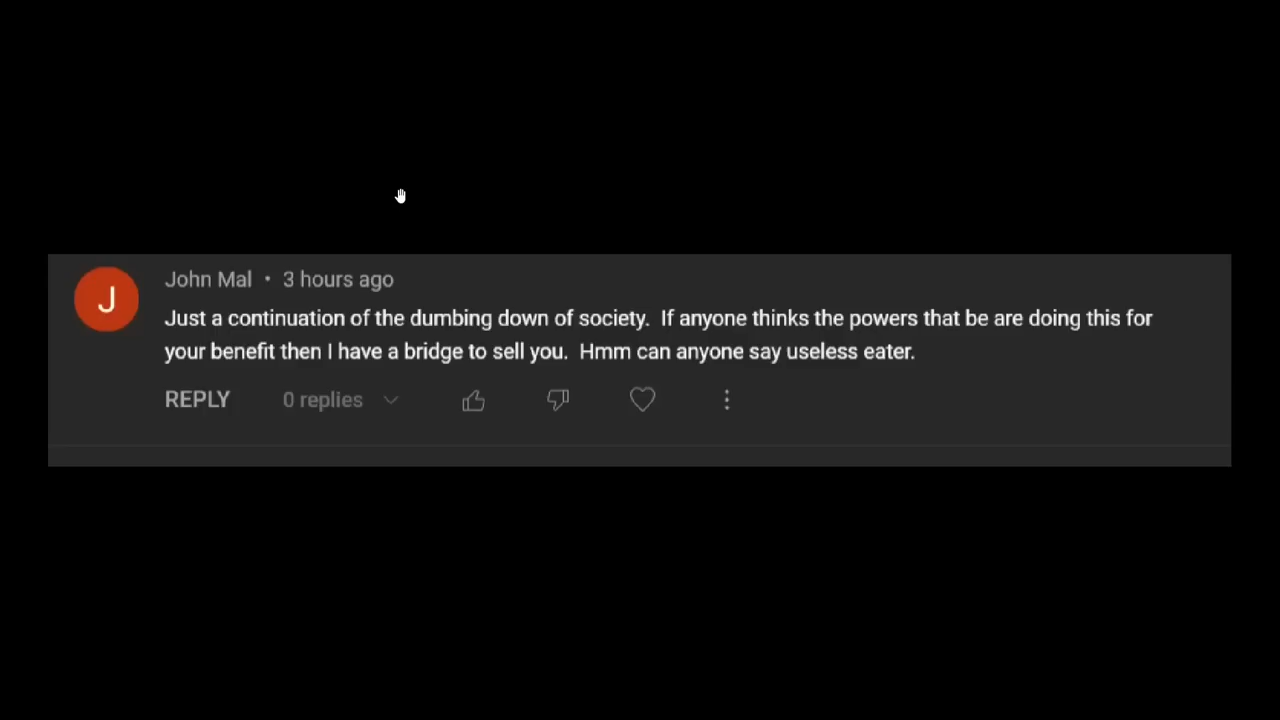 J
John Mal • 3 hours ago
Just a continuation of the dumbing down of society.  If anyone thinks the powers that be are doing this for
your benefit then I have a bridge to sell you.  Hmm can anyone say useless eater.
REPLY 0 replies